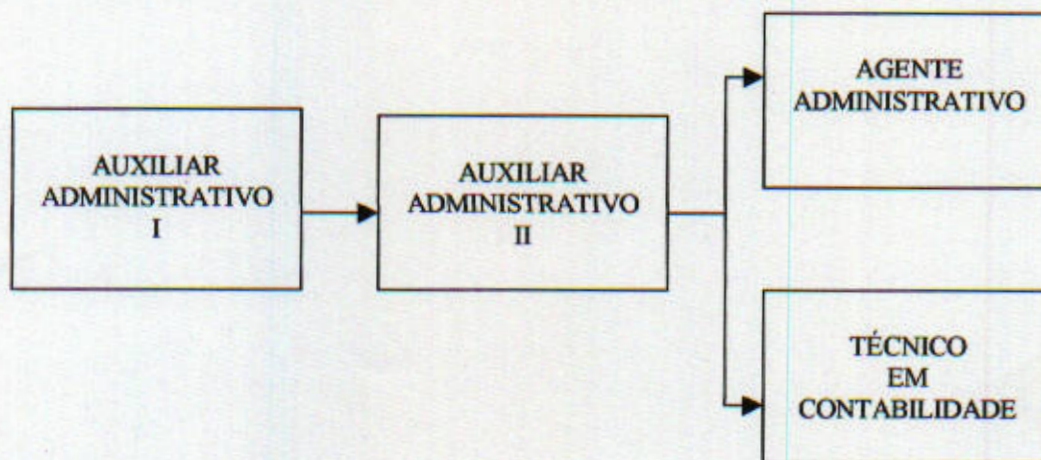 AUXILIAR
ADMINISTRATIVO
I
AUXILIAR
ADMINISTRATIVO
II
AGENTE
ADMINISTRATIVO
TÉCNICO
EM
CONTABILIDADE